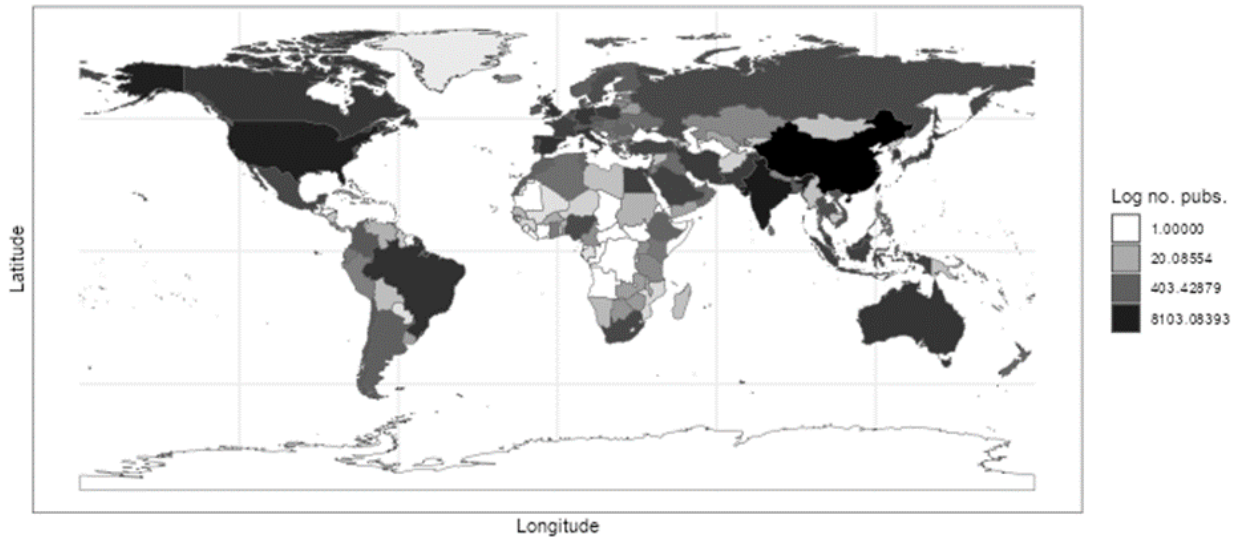 Latitude
Longitude
Log no. pubs.
1.00000
20.08554
403.42879
8103.08393